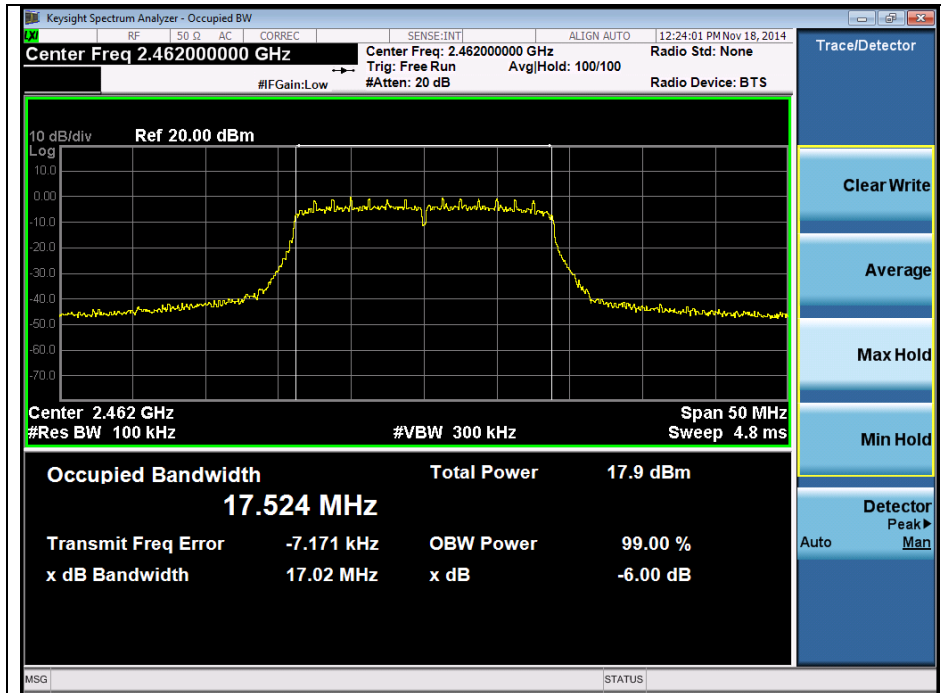 Keysight Spectrum Analyzer - Occupied BW
LXI RF 50 Ω AC CORREC SENSE:INT ALIGN AUTO 12:24:01 PM Nov 18, 2014
Center Freq 2.462000000 GHz
Center Freq: 2.462000000 GHz
Radio Std: None
Trig: Free Run Avg|Hold: 100/100
#IFGain:Low #Atten: 20 dB Radio Device: BTS
Trace/Detector
10 dB/div Ref 20.00 dBm
Log
10.0
0.00
-10.0
-20.0
-30.0
-40.0
-50.0
-60.0
-70.0
Center 2.462 GHz Span 50 MHz
#Res BW 100 kHz #VBW 300 kHz Sweep 4.8 ms
Clear Write
Average
Max Hold
Min Hold
Detector
Peak▶
Auto Man
Occupied Bandwidth Total Power 17.9 dBm
17.524 MHz
Transmit Freq Error -7.171 kHz OBW Power 99.00 %
x dB Bandwidth 17.02 MHz x dB -6.00 dB
MSG STATUS